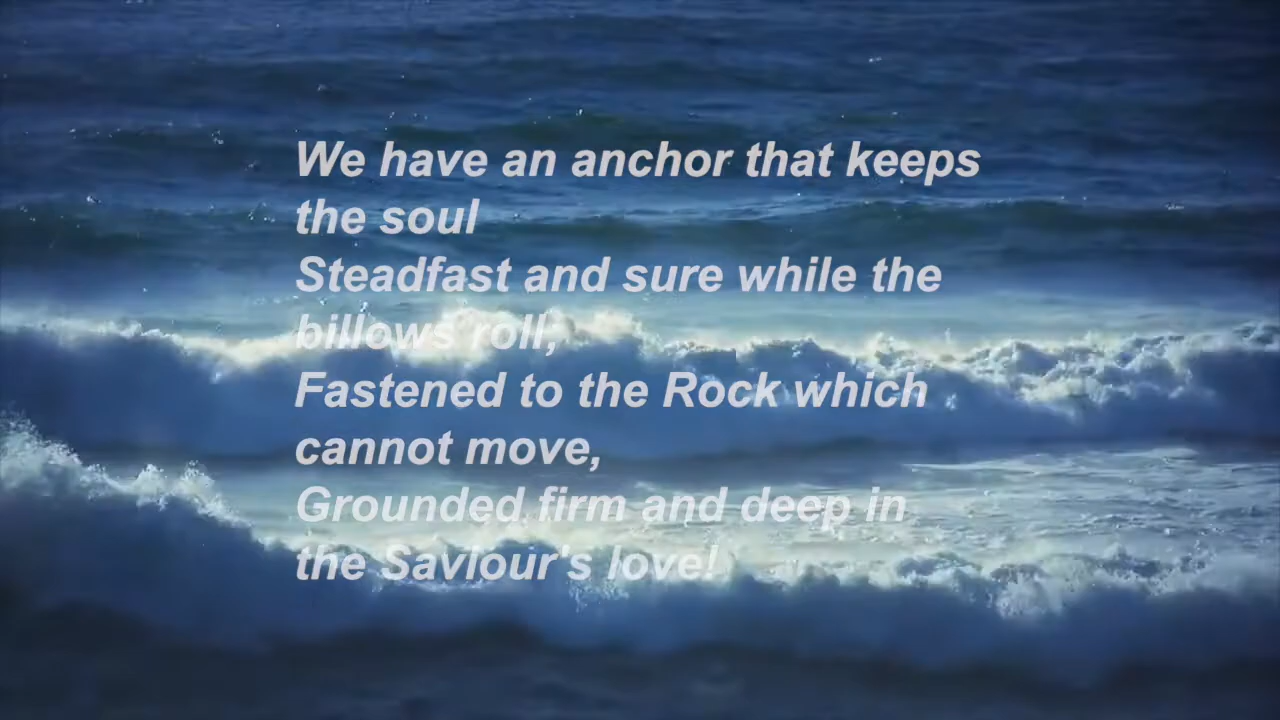 We have an anchor that keeps
the soul
Steadfast and sure while the
billows roll;
Fastened to the Rock which
cannot move,
Grounded firm and deep in
the Saviour's love!